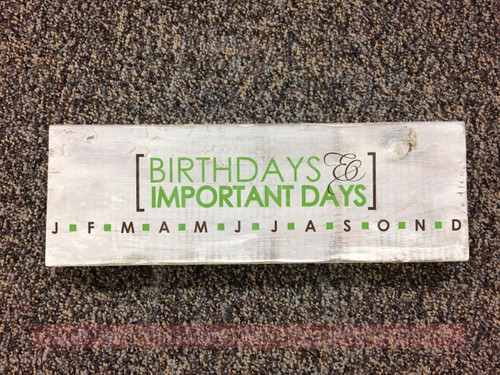 [BIRTHDAYS &
IMPORTANT DAYS]
J▪F▪M▪A▪M▪J▪J▪A▪S▪O▪N▪D